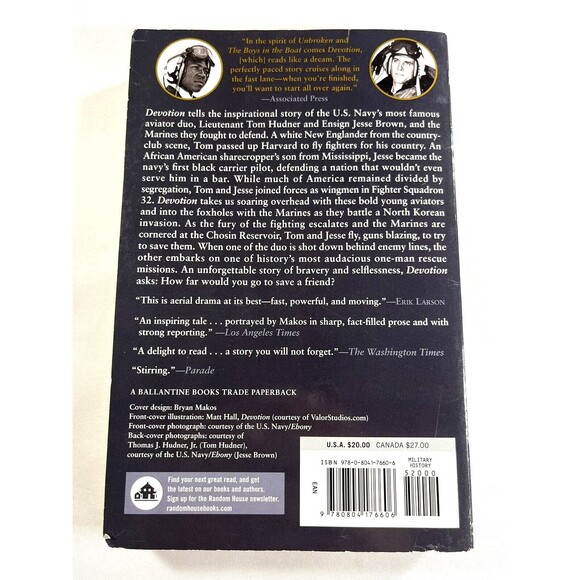 "In the spirit of Unbroken and
The Boys in the Boat comes Devotion,
[which] reads like a dream. The
perfectly paced story cruises along in
the fast lane—when you're finished,
you'll want to start all over again."
—Associated Press
Devotion tells the inspirational story of the U.S. Navy's most famous
aviator duo, Lieutenant Tom Hudner and Ensign Jesse Brown, and
the Marines they fought to defend. A white New Englander from the country-
club scene, Tom passed up Harvard to fly fighters for his country. An
African American sharecropper's son from Mississippi, Jesse became the
navy's first black carrier pilot, defending a nation that wouldn't even
serve him in a bar. While much of America remained divided by
segregation, Tom and Jesse joined forces as wingmen in Fighter Squadron
32. Devotion takes us soaring overhead with these bold young aviators
and into the foxholes with the Marines as they battle a North Korean
invasion. As the fury of the fighting escalates and the Marines are
cornered at the Chosin Reservoir, Tom and Jesse fly, guns blazing, to try
to save them. When one of the duo is shot down behind enemy lines, the
other embarks on one of history's most audacious one-man rescue
missions. An unforgettable story of bravery and selflessness, Devotion
asks: How far would you go to save a friend?
"This is aerial drama at its best—fast, powerful, and moving."—ERIK LARSON
"An inspiring tale . . . portrayed by Makos in sharp, fact-filled prose and with
strong reporting."—Los Angeles Times
"A delight to read . . . a story you will not forget."—The Washington Times
"Stirring."—Parade
A BALLANTINE BOOKS TRADE PAPERBACK
Cover design: Bryan Makos
Front-cover illustration: Matt Hall, Devotion (courtesy of ValorStudios.com)
Front-cover photograph: courtesy of the U.S. Navy/Ebony
Back-cover photographs: courtesy of
Thomas J. Hudner, Jr. (Tom Hudner),
courtesy of the U.S. Navy/Ebony (Jesse Brown)
Find your next great read, and get
the latest on our books and authors.
Sign up for the Random House newsletter.
randomhousebooks.com
U.S.A. $20.00 CANADA $27.00
ISBN 978-0-8041-7660-6
EAN
9 780804 176606
52000
MILITARY
HISTORY